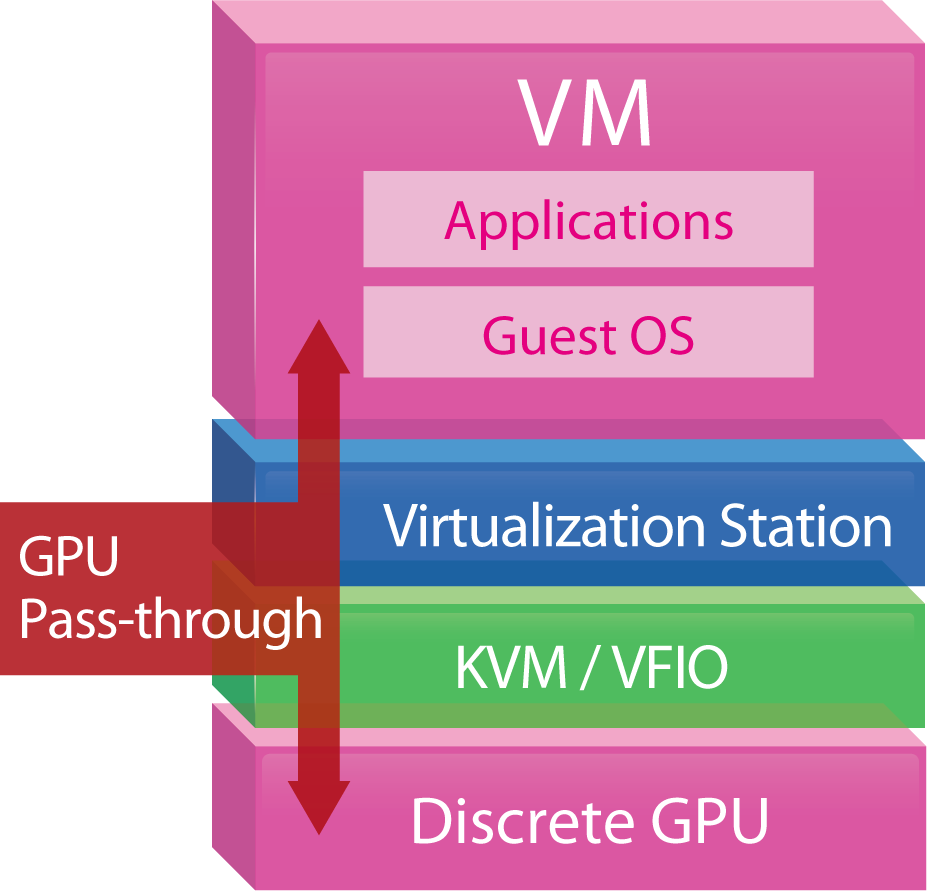 VM
Applications
Guest OS
Virtualization Station
GPU
Pass-through
KVM / VFIO
Discrete GPU